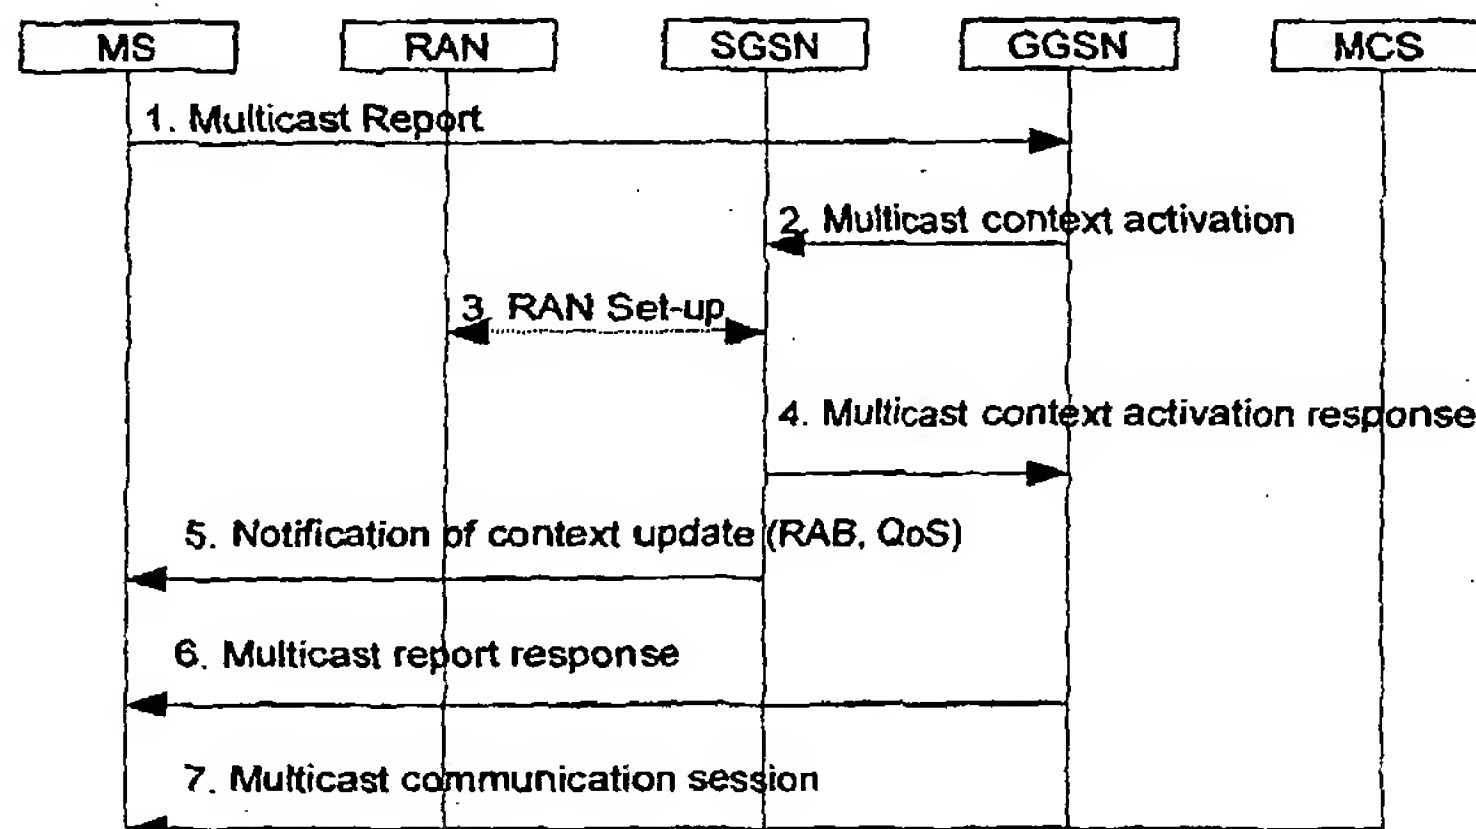 MS RAN SGSN GGSN MCS
1. Multicast Report
2. Multicast context activation
3 RAN Set-up
4. Multicast context activation response
5. Notification of context update (RAB, QoS)
6. Multicast report response
7. Multicast communication session